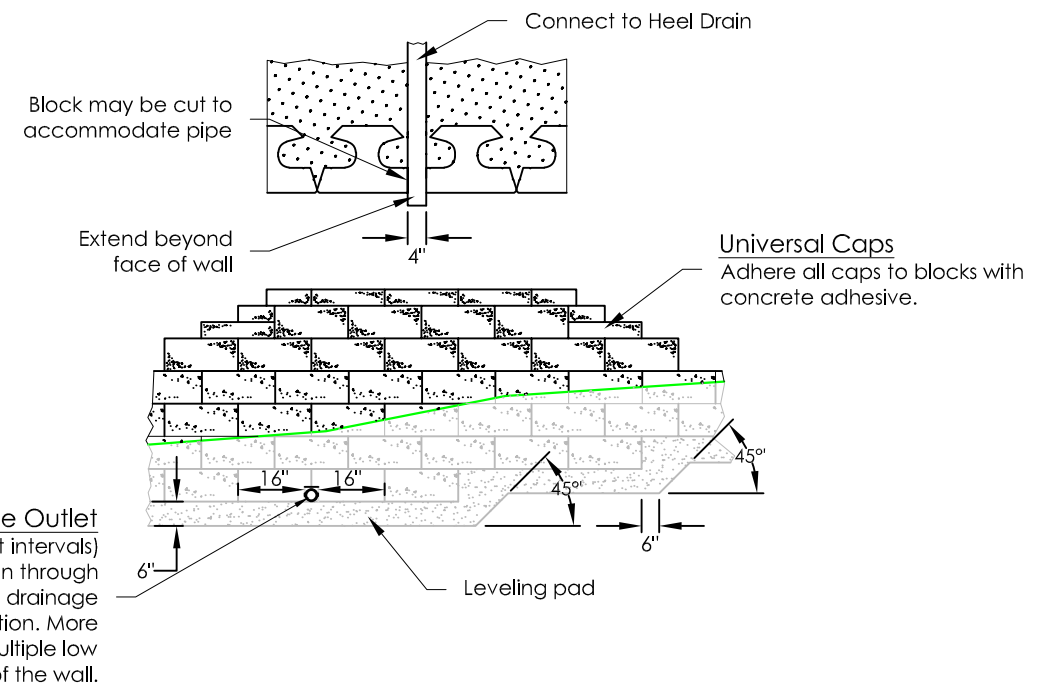 Connect to Heel Drain
Block may be cut to
accommodate pipe
Extend beyond
face of wall
4"
Universal Caps
Adhere all caps to blocks with
concrete adhesive.
16" 16"
45°'
45°'
6"
6"
Leveling pad
e Outlet
t intervals)
n through
drainage
tion. More
ultiple low
of the wall.